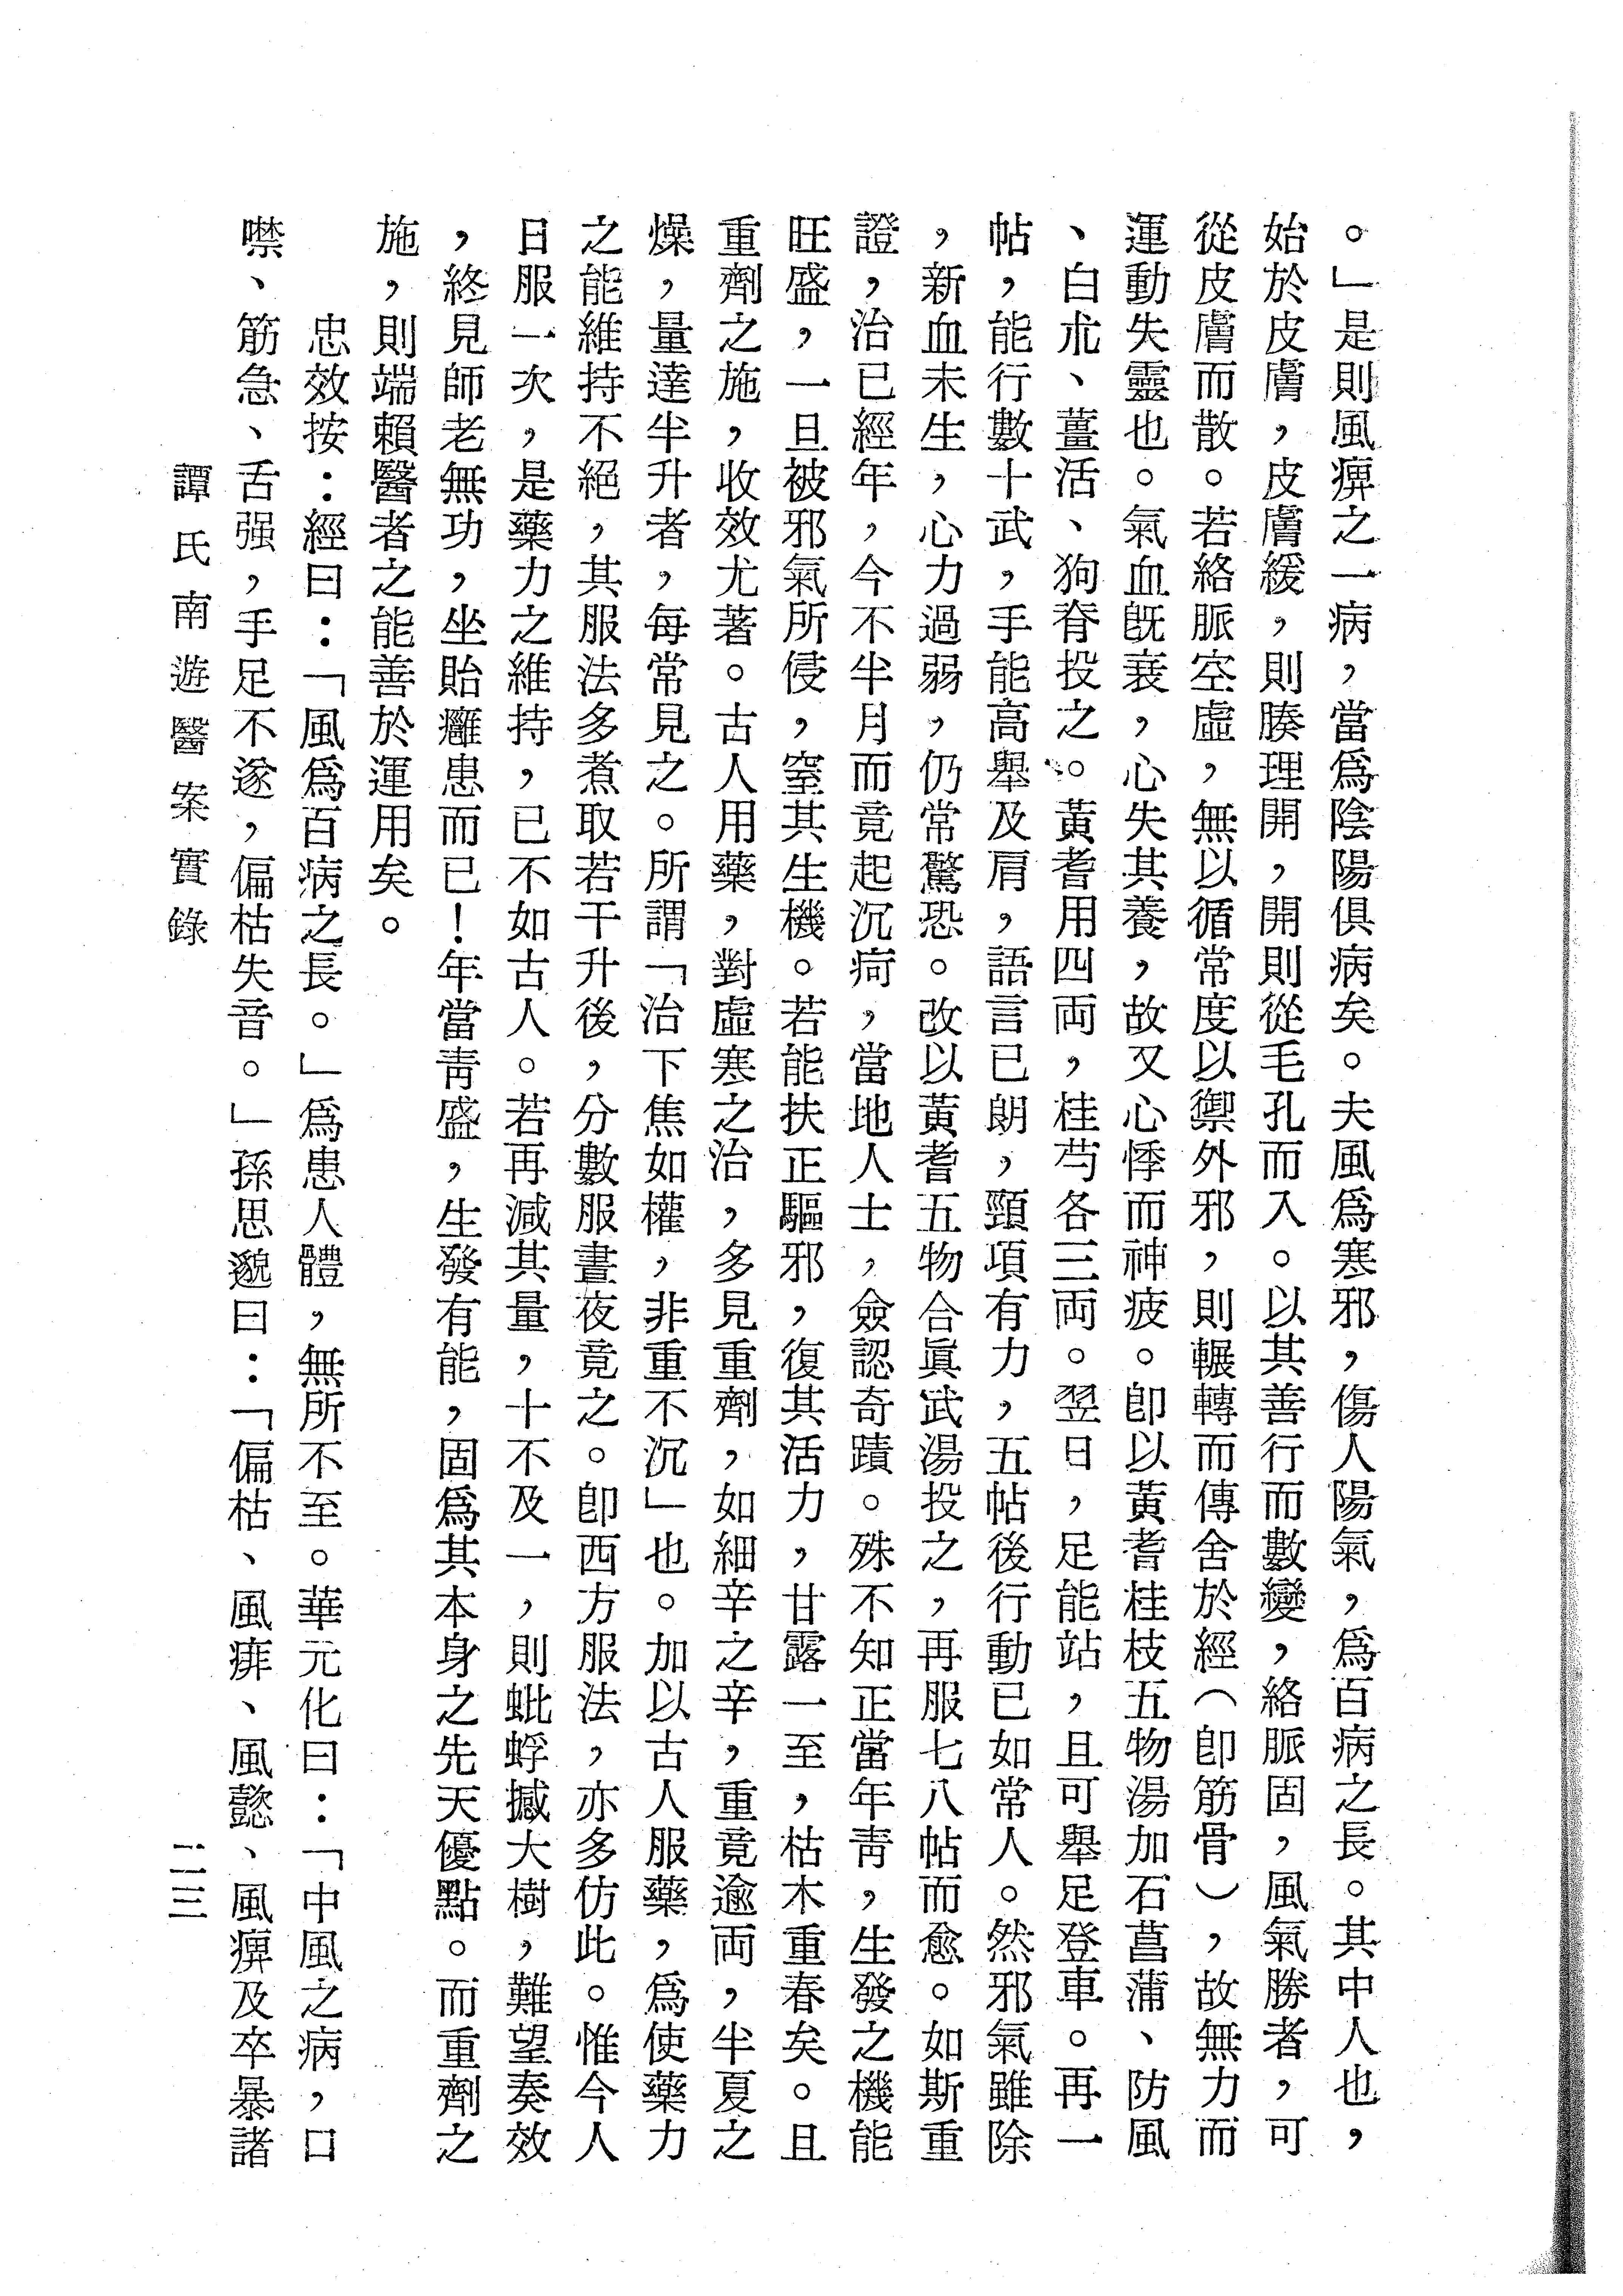 。」是則風痹之一病，當爲陰陽俱病矣。夫風爲寒邪，傷人陽氣，爲百病之長。其中人也，
始於皮膚，皮膚緩，則腠理開，開則從毛孔而入。以其善行而數變，絡脈固，風氣勝者，可
從皮膚而散。若絡脈空虛，無以循常度以禦外邪，則輾轉而傳舍於經（卽筋骨），故無力而
運動失靈也。氣血旣衰，心失其養，故又心悸而神疲。卽以黃耆桂枝五物湯加石菖蒲、防風
、白朮、薑活、狗脊投之。黃耆用四両，桂芍各三両。翌日，足能站，且可舉足登車。再一
帖，能行數十武，手能高舉及肩，語言已朗，頸項有力，五帖後行動已如常人。然邪氣雖除
，新血未生，心力過弱，仍常驚恐。改以黃耆五物合眞武湯投之，再服七八帖而愈。如斯重
證，治已經年，今不半月而竟起沉疴，當地人士，僉認奇蹟。殊不知正當年靑，生發之機能
旺盛，一旦被邪氣所侵，窒其生機。若能扶正驅邪，復其活力，甘露一至，枯木重春矣。且
重劑之施，收效尤著。古人用藥，對虛寒之治，多見重劑，如細辛之辛，重竟逾両，半夏之
燥，量達半升者，每常見之。所謂「治下焦如權，非重不沉」也。加以古人服藥，爲使藥力
之能維持不絕，其服法多煮取若干升後，分數服晝夜竟之。卽西方服法，亦多仿此。惟今人
日服一次，是藥力之維持，已不如古人。若再減其量，十不及一，則蚍蜉撼大樹，難望奏效
，終見師老無功，坐貽癰患而已！年當靑盛，生發有能，固爲其本身之先天優點。而重劑之
施，則端賴醫者之能善於運用矣。
忠效按：經曰：「風爲百病之長。」爲患人體，無所不至。華元化曰：「中風之病，口
噤、筋急、舌强，手足不遂，偏枯失音。」孫思邈曰：「偏枯、風痱、風懿、風痹及卒暴諸
譚氏南遊醫案實錄
二三